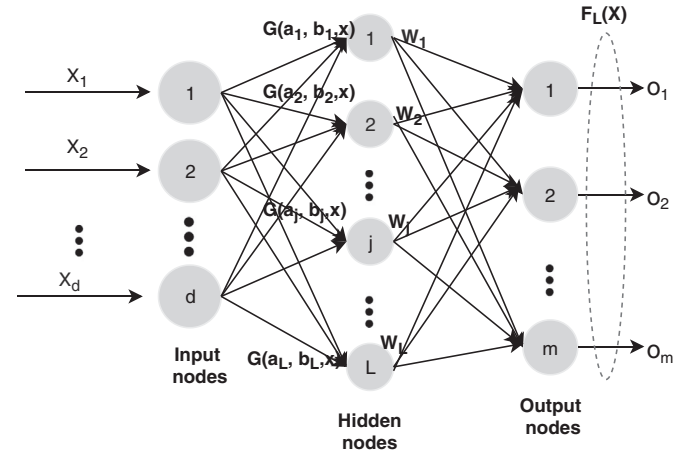 F_L(X)
G(a_1, b_1,x)
1
W_1
X_1
1
1
O_1
G(a_2, b_2,x)
2
W_2
X_2
2
2
O_2
G(a_j, b_j,x)
j
W_j
X_d
d
m
O_m
G(a_L, b_L,x)
L
W_L
Input
nodes
Hidden
nodes
Output
nodes